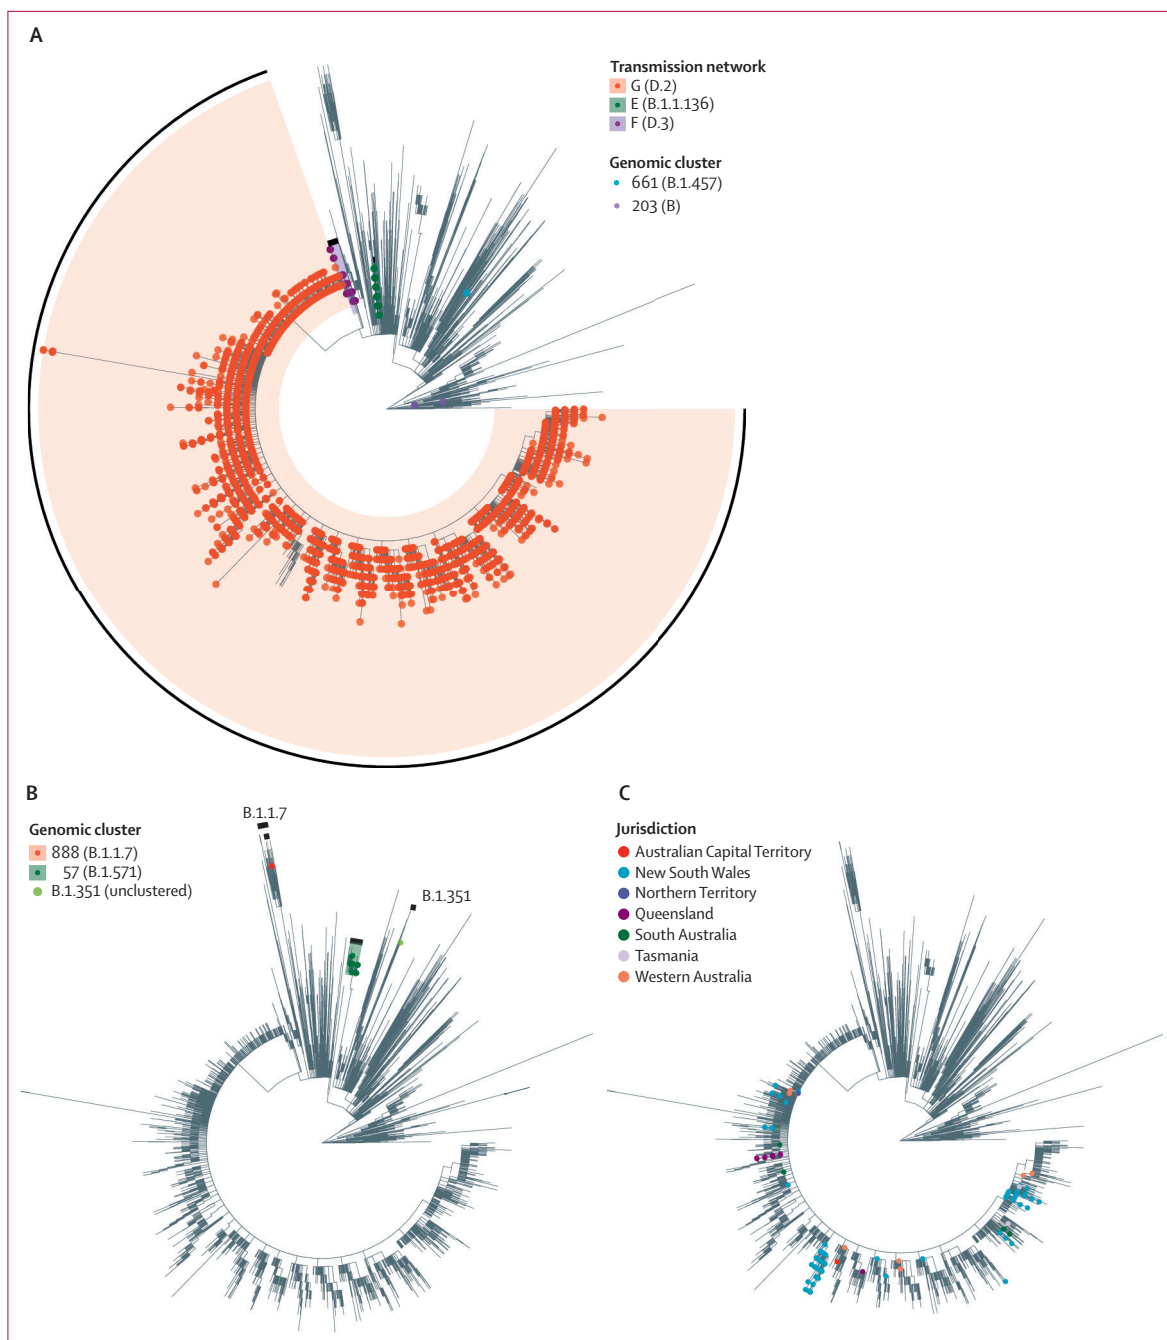 A
Transmission network
G (D.2)
E (B.1.1.136)
F (D.3)
Genomic cluster
661 (B.1.457)
203 (B)
B
Genomic cluster
888 (B.1.1.7)
57 (B.1.571)
B.1.351 (unclustered)
B.1.1.7
B.1.351
C
Jurisdiction
Australian Capital Territory
New South Wales
Northern Territory
Queensland
South Australia
Tasmania
Western Australia